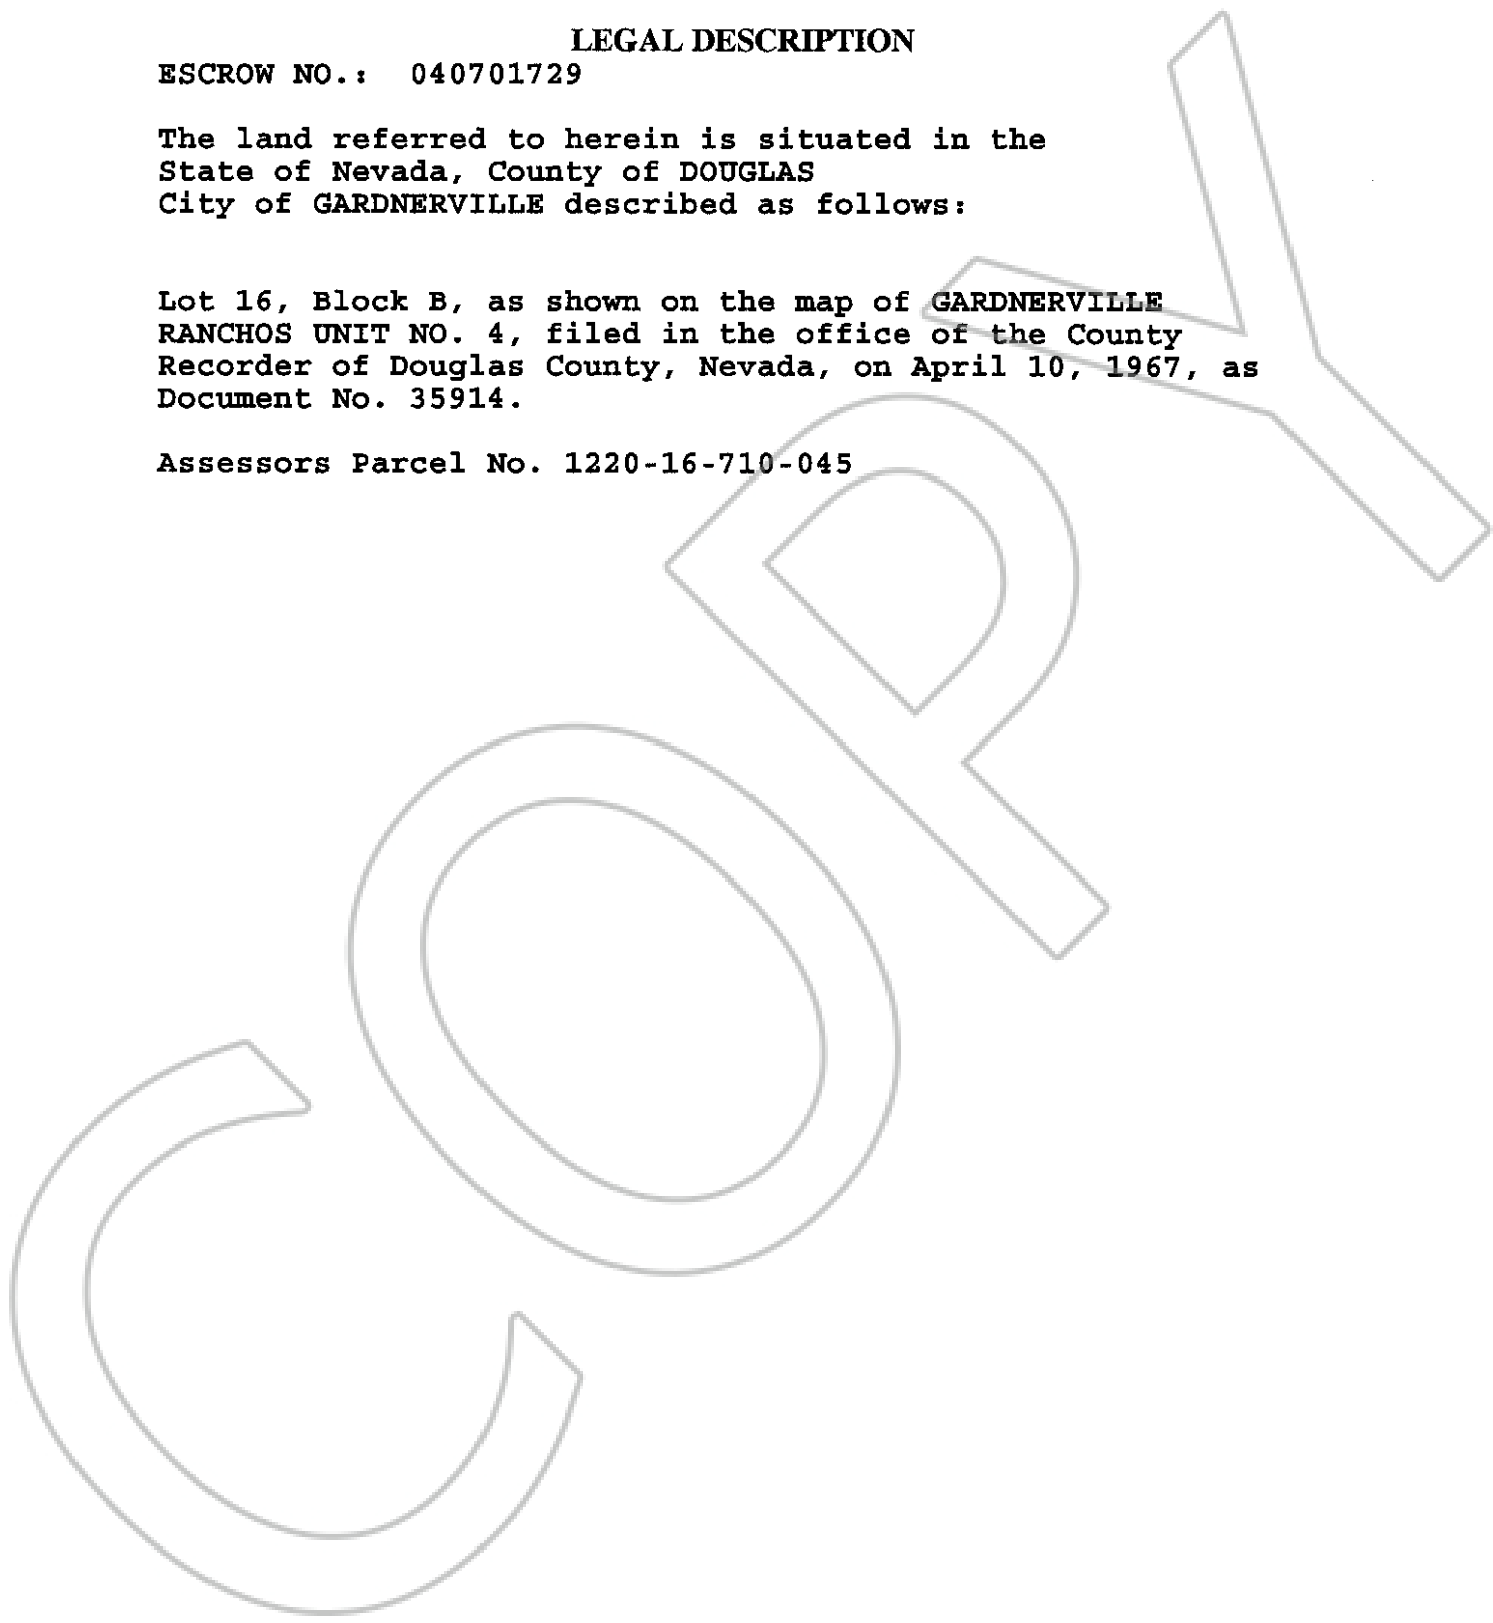 LEGAL DESCRIPTION
ESCROW NO.: 040701729
The land referred to herein is situated in the
State of Nevada, County of DOUGLAS
City of GARDNERVILLE described as follows:
Lot 16, Block B, as shown on the map of GARDNERVILLE
RANCHOS UNIT NO. 4, filed in the office of the County
Recorder of Douglas County, Nevada, on April 10, 1967, as
Document No. 35914.
Assessors Parcel No. 1220-16-710-045
COPY